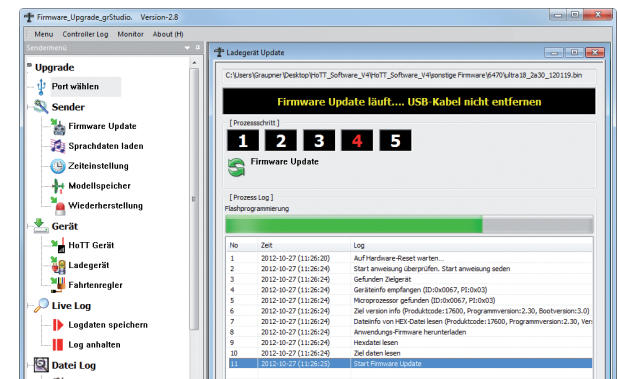 Firmware_Upgrade_grStudio. Version-2.8
Menu Controller Log Monitor About (H)
Sendermenü
Upgrade
Port wählen
Sender
Firmware Update
Sprachdaten laden
Zeiteinstellung
Modellspeicher
Wiederherstellung
Gerät
HoTT Gerät
Ladegerät
Fahrtenregler
Live Log
Logdaten speichern
Log anhalten
Datei Log
Ladegerät Update
C:\Users\Graupner\Desktop\HoTT_Software_V4\HoTT_Software_V4\sonstige Firmware\6470\ultra18_2a30_120119.bin
Firmware Update läuft.... USB-Kabel nicht entfernen
[ Prozessschritt ]
1 2 3 4 5
Firmware Update
[ Prozess Log ]
Flashprogrammierung
No Zeit Log
1 2012-10-27 (11:26:20) Auf Hardware-Reset warten...
2 2012-10-27 (11:26:24) Start anweisung überprüfen. Start anweisung seden
3 2012-10-27 (11:26:24) Gefunden Zielgerät
4 2012-10-27 (11:26:24) Geräteinfo empfangen (ID:0x0067, PI:0x03)
5 2012-10-27 (11:26:24) Microprozessor gefunden (ID:0x0067, PI:0x03)
6 2012-10-27 (11:26:24) Ziel version info (Produktcode:17600, Programmversion:2.30, Bootversion:3.0)
7 2012-10-27 (11:26:24) Dateiinfo von HEX-Datei lesen (Produktcode:17600, Programmversion:2.30, Vers
8 2012-10-27 (11:26:24) Anwendungs-Firmware herunterladen
9 2012-10-27 (11:26:24) Hexdatei lesen
10 2012-10-27 (11:26:24) Ziel daten lesen
11 2012-10-27 (11:26:25) Start Firmware Update